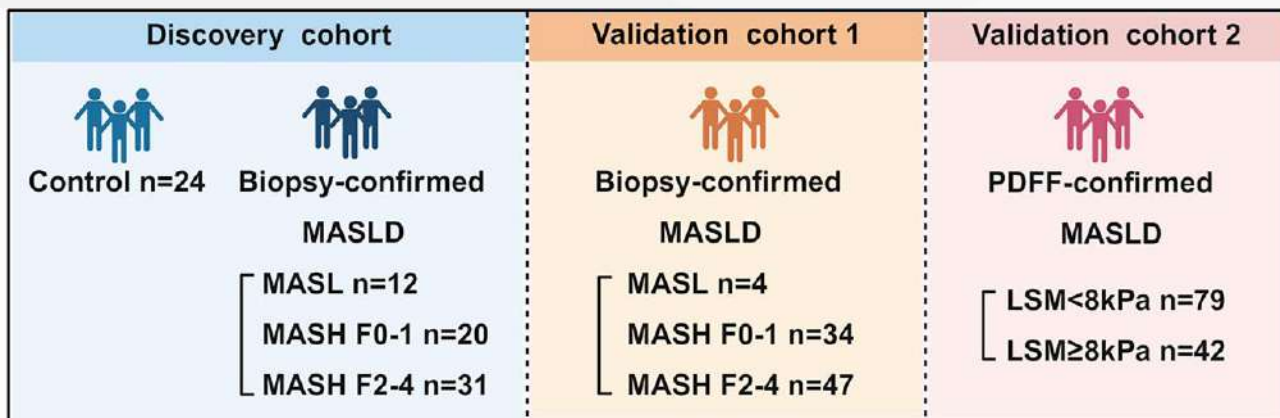 Discovery cohort
Control n=24
Biopsy-confirmed
MASLD
MASL n=12
MASH F0-1 n=20
MASH F2-4 n=31
Validation cohort 1
Biopsy-confirmed
MASLD
MASL n=4
MASH F0-1 n=34
MASH F2-4 n=47
Validation cohort 2
PDFF-confirmed
MASLD
LSM<8kPa n=79
LSM≥8kPa n=42